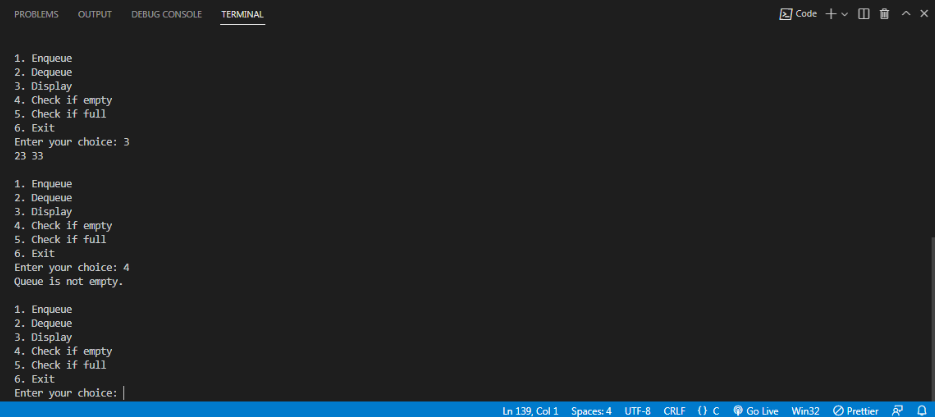 PROBLEMS OUTPUT DEBUG CONSOLE TERMINAL Code
1. Enqueue
2. Dequeue
3. Display
4. Check if empty
5. Check if full
6. Exit
Enter your choice: 3
23 33
1. Enqueue
2. Dequeue
3. Display
4. Check if empty
5. Check if full
6. Exit
Enter your choice: 4
Queue is not empty.
1. Enqueue
2. Dequeue
3. Display
4. Check if empty
5. Check if full
6. Exit
Enter your choice:
Ln 139, Col 1 Spaces: 4 UTF-8 CRLF {} C Go Live Win32 Prettier